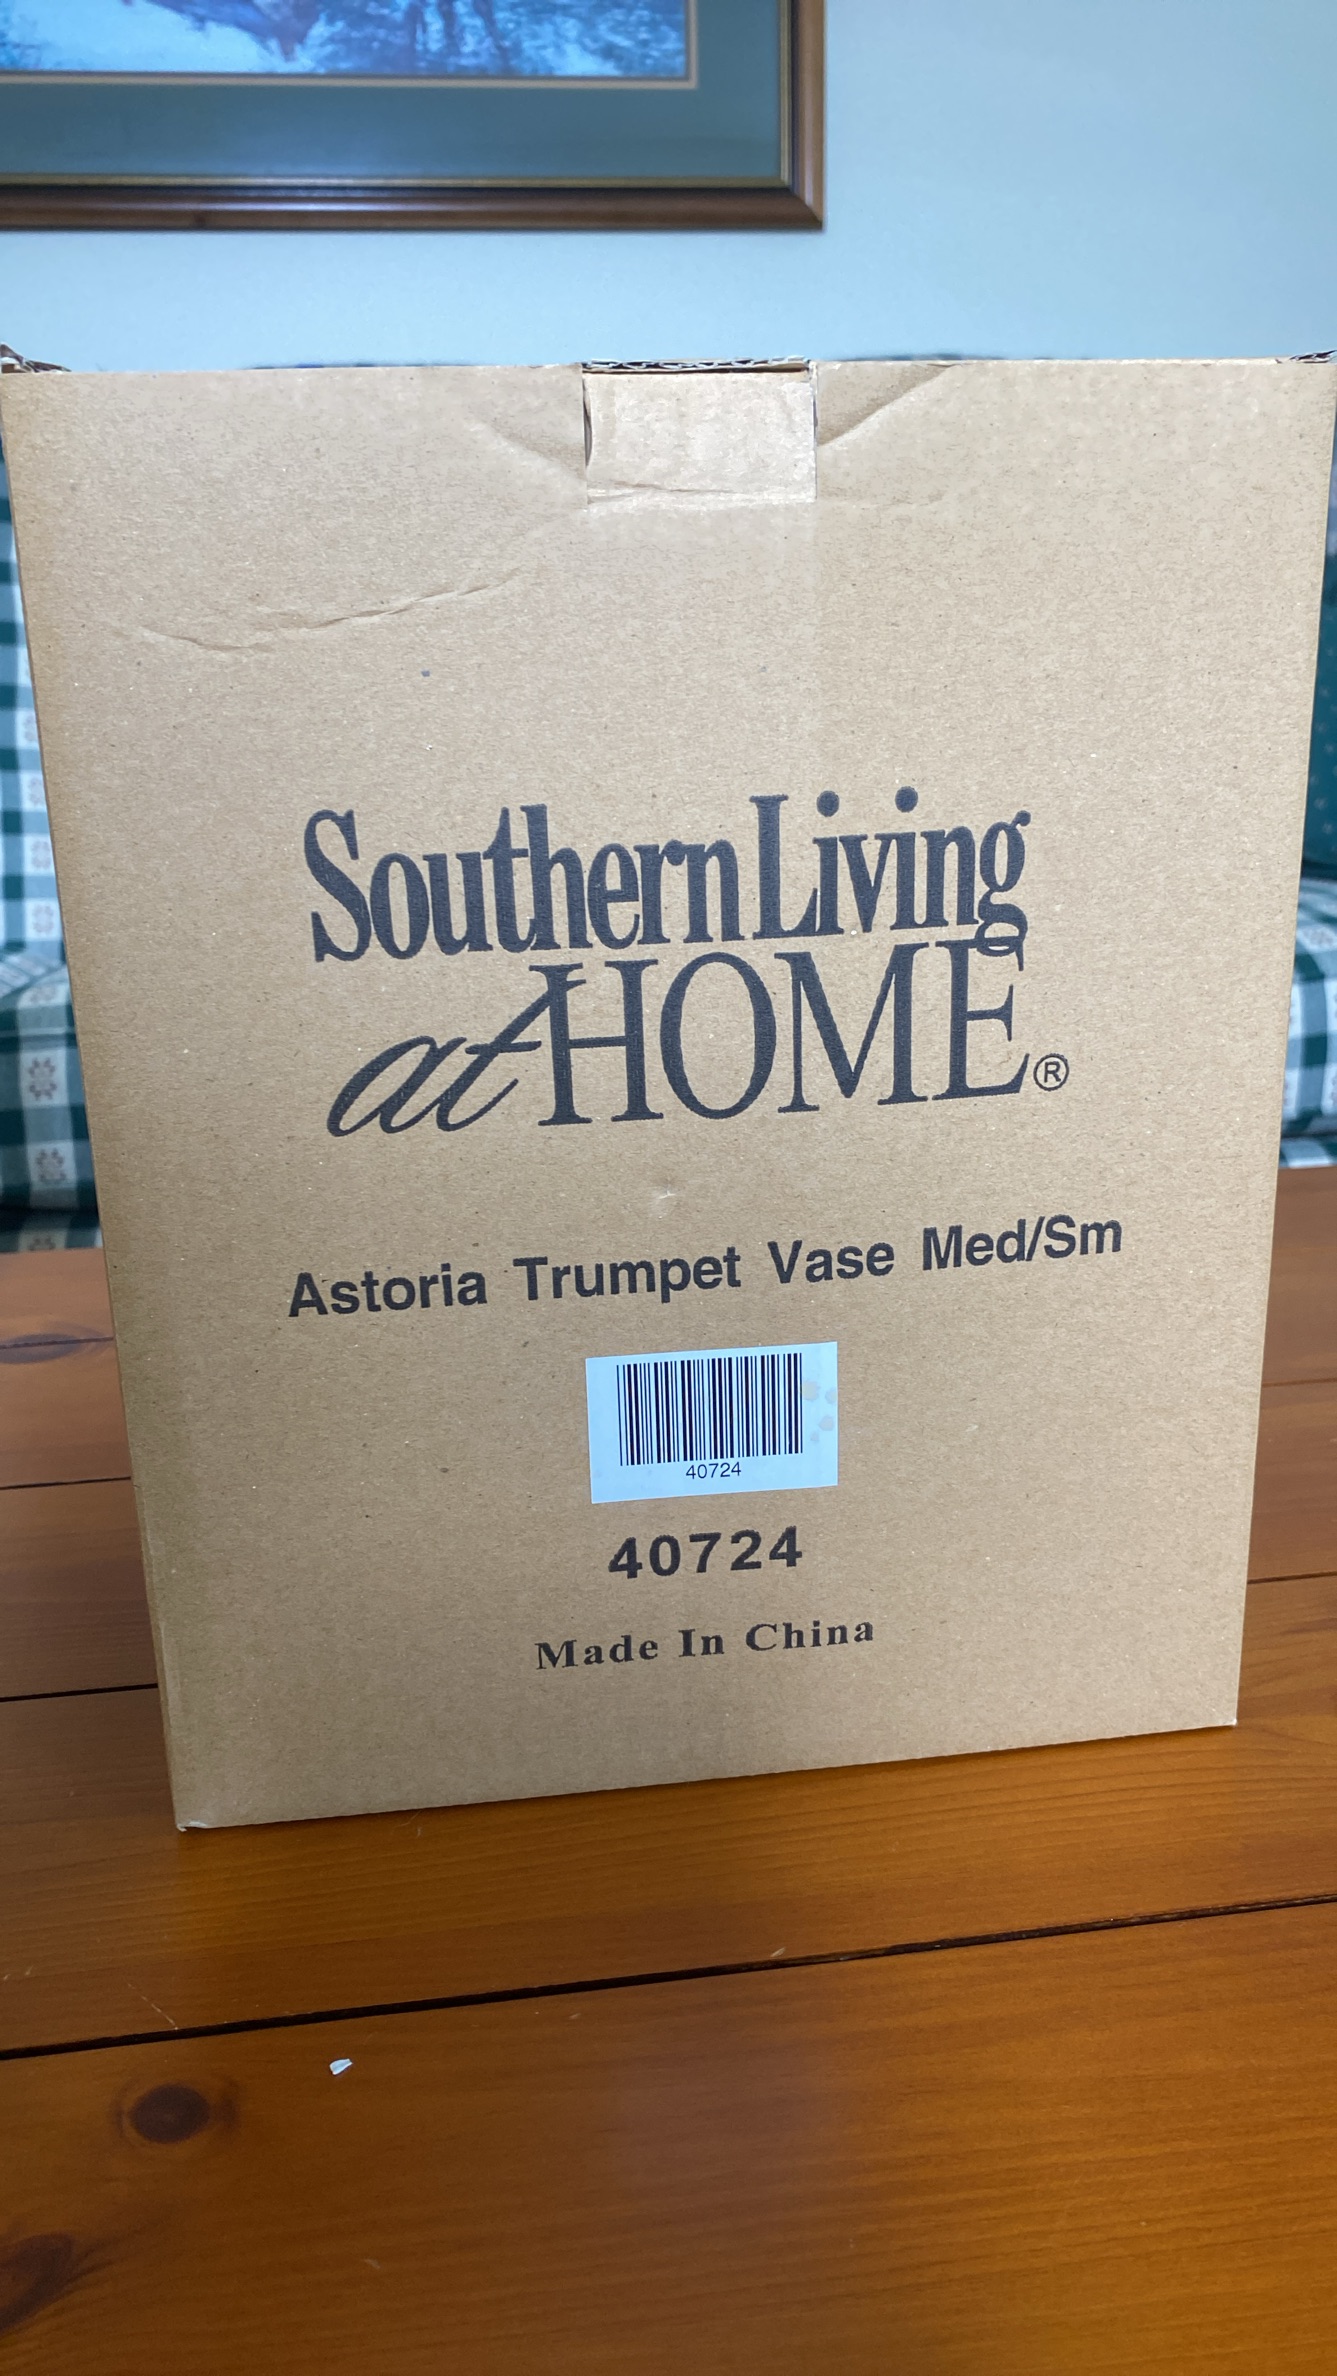 Southern Living
at HOME®
Astoria Trumpet Vase Med/Sm
40724
40724
Made In China